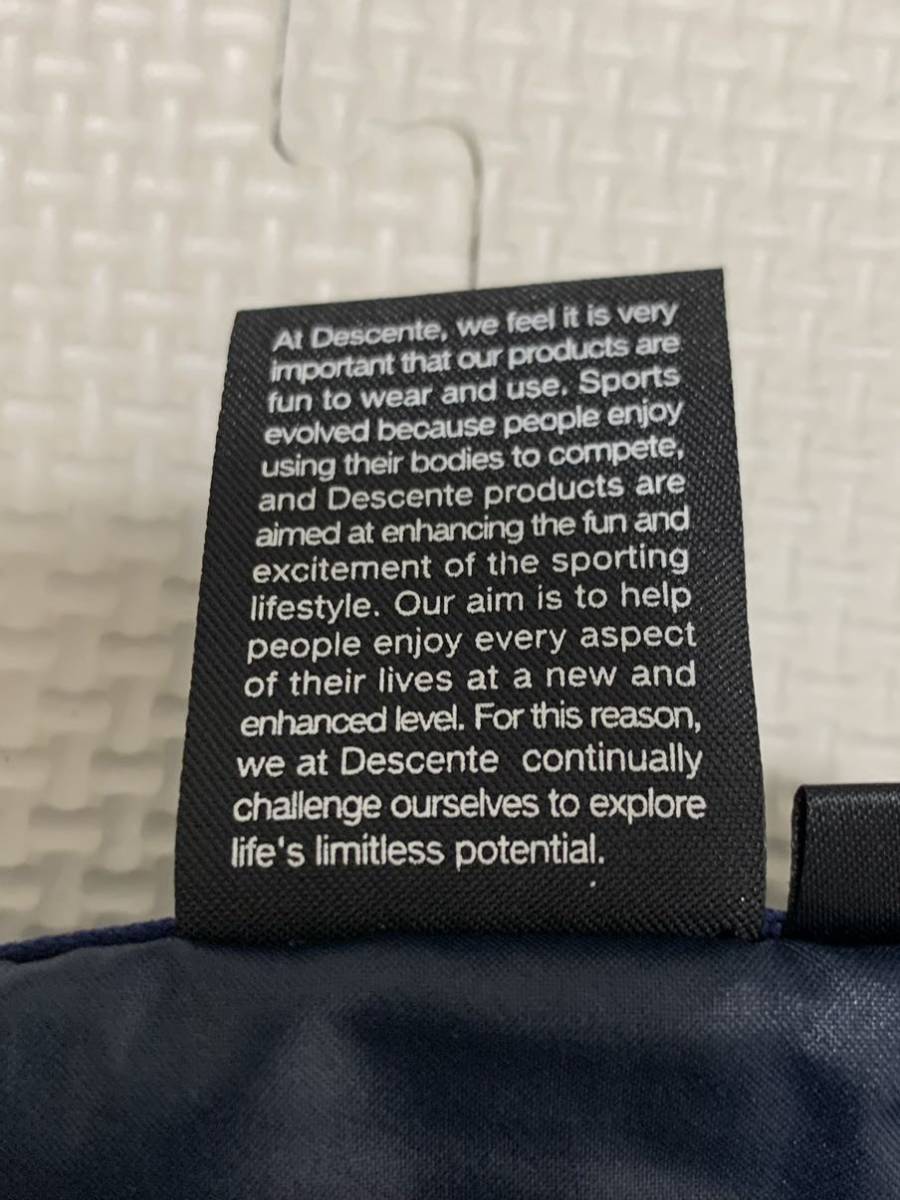 At Descente, we feel it is very
important that our products are
fun to wear and use. Sports
evolved because people enjoy
using their bodies to compete,
and Descente products are
aimed at enhancing the fun and
excitement of the sporting
lifestyle. Our aim is to help
people enjoy every aspect
of their lives at a new and
enhanced level. For this reason,
we at Descente continually
challenge ourselves to explore
life's limitless potential.